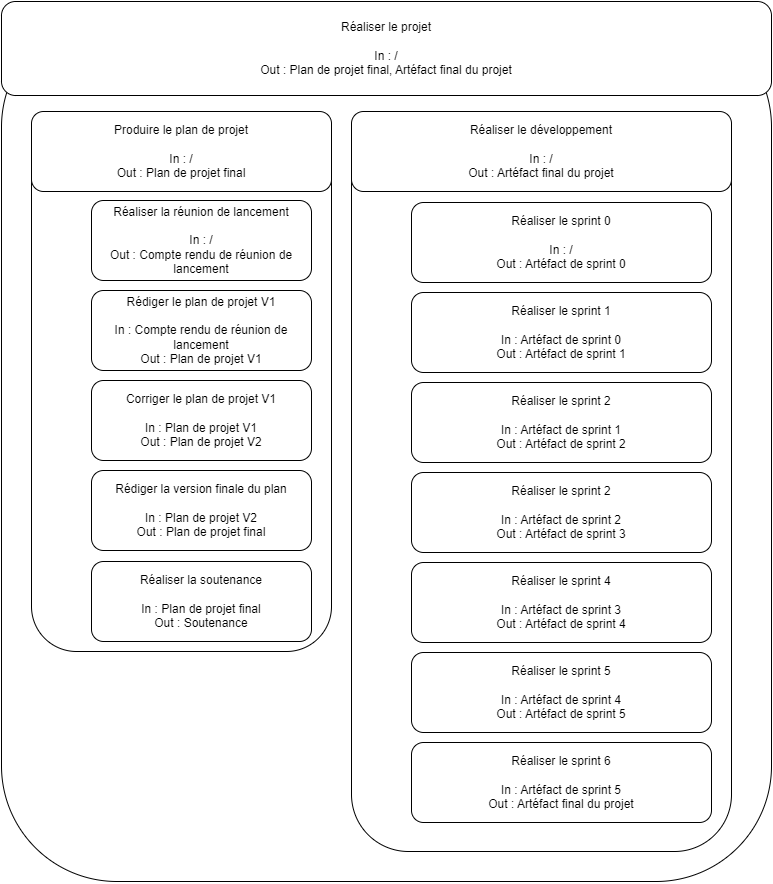 Réaliser le projet
In : /
Out : Plan de projet final, Artéfact final du projet
Produire le plan de projet
In : /
Out : Plan de projet final
Réaliser la réunion de lancement
In : /
Out : Compte rendu de réunion de
lancement
Rédiger le plan de projet V1
In : Compte rendu de réunion de
lancement
Out : Plan de projet V1
Corriger le plan de projet V1
In : Plan de projet V1
Out : Plan de projet V2
Rédiger la version finale du plan
In : Plan de projet V2
Out : Plan de projet final
Réaliser la soutenance
In : Plan de projet final
Out : Soutenance
Réaliser le développement
In : /
Out : Artéfact final du projet
Réaliser le sprint 0
In : /
Out : Artéfact de sprint 0
Réaliser le sprint 1
In : Artéfact de sprint 0
Out : Artéfact de sprint 1
Réaliser le sprint 2
In : Artéfact de sprint 1
Out : Artéfact de sprint 2
Réaliser le sprint 2
In : Artéfact de sprint 2
Out : Artéfact de sprint 3
Réaliser le sprint 4
In : Artéfact de sprint 3
Out : Artéfact de sprint 4
Réaliser le sprint 5
In : Artéfact de sprint 4
Out : Artéfact de sprint 5
Réaliser le sprint 6
In : Artéfact de sprint 5
Out : Artéfact final du projet